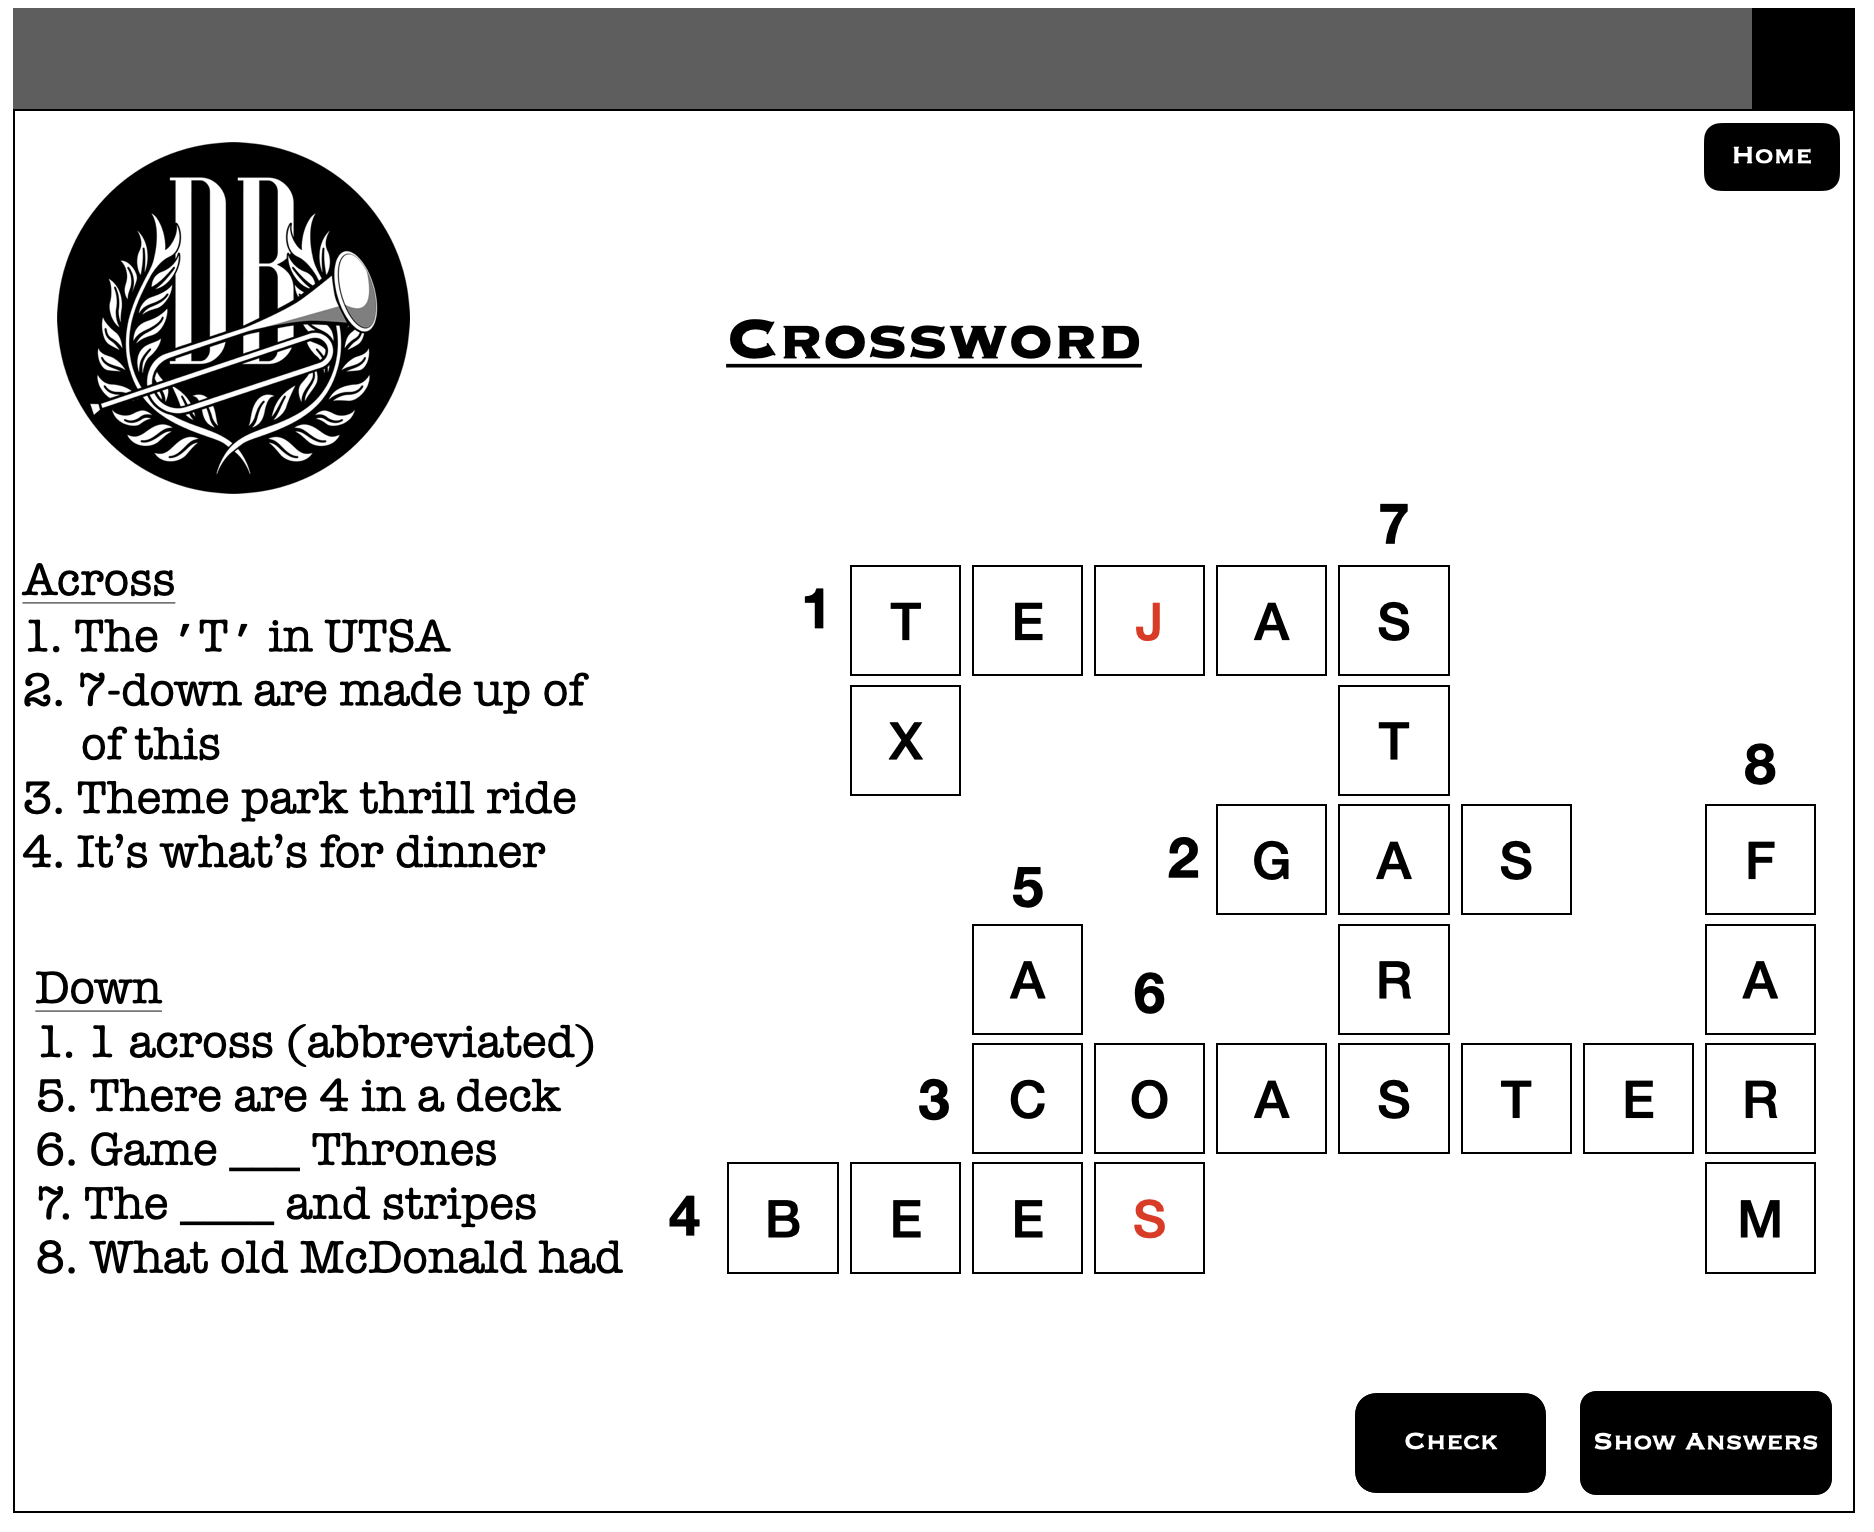 Home
DB
Crossword
Across
1. The 'T' in UTSA
2. 7-down are made up of
of this
3. Theme park thrill ride
4. It's what's for dinner
Down
1. 1 across (abbreviated)
5. There are 4 in a deck
6. Game ___ Thrones
7. The ____ and stripes
8. What old McDonald had
7
1 T E J A S
X T
8
2 G A S F
5
A R A
6
3 C O A S T E R
4 B E E S M
Check
Show Answers